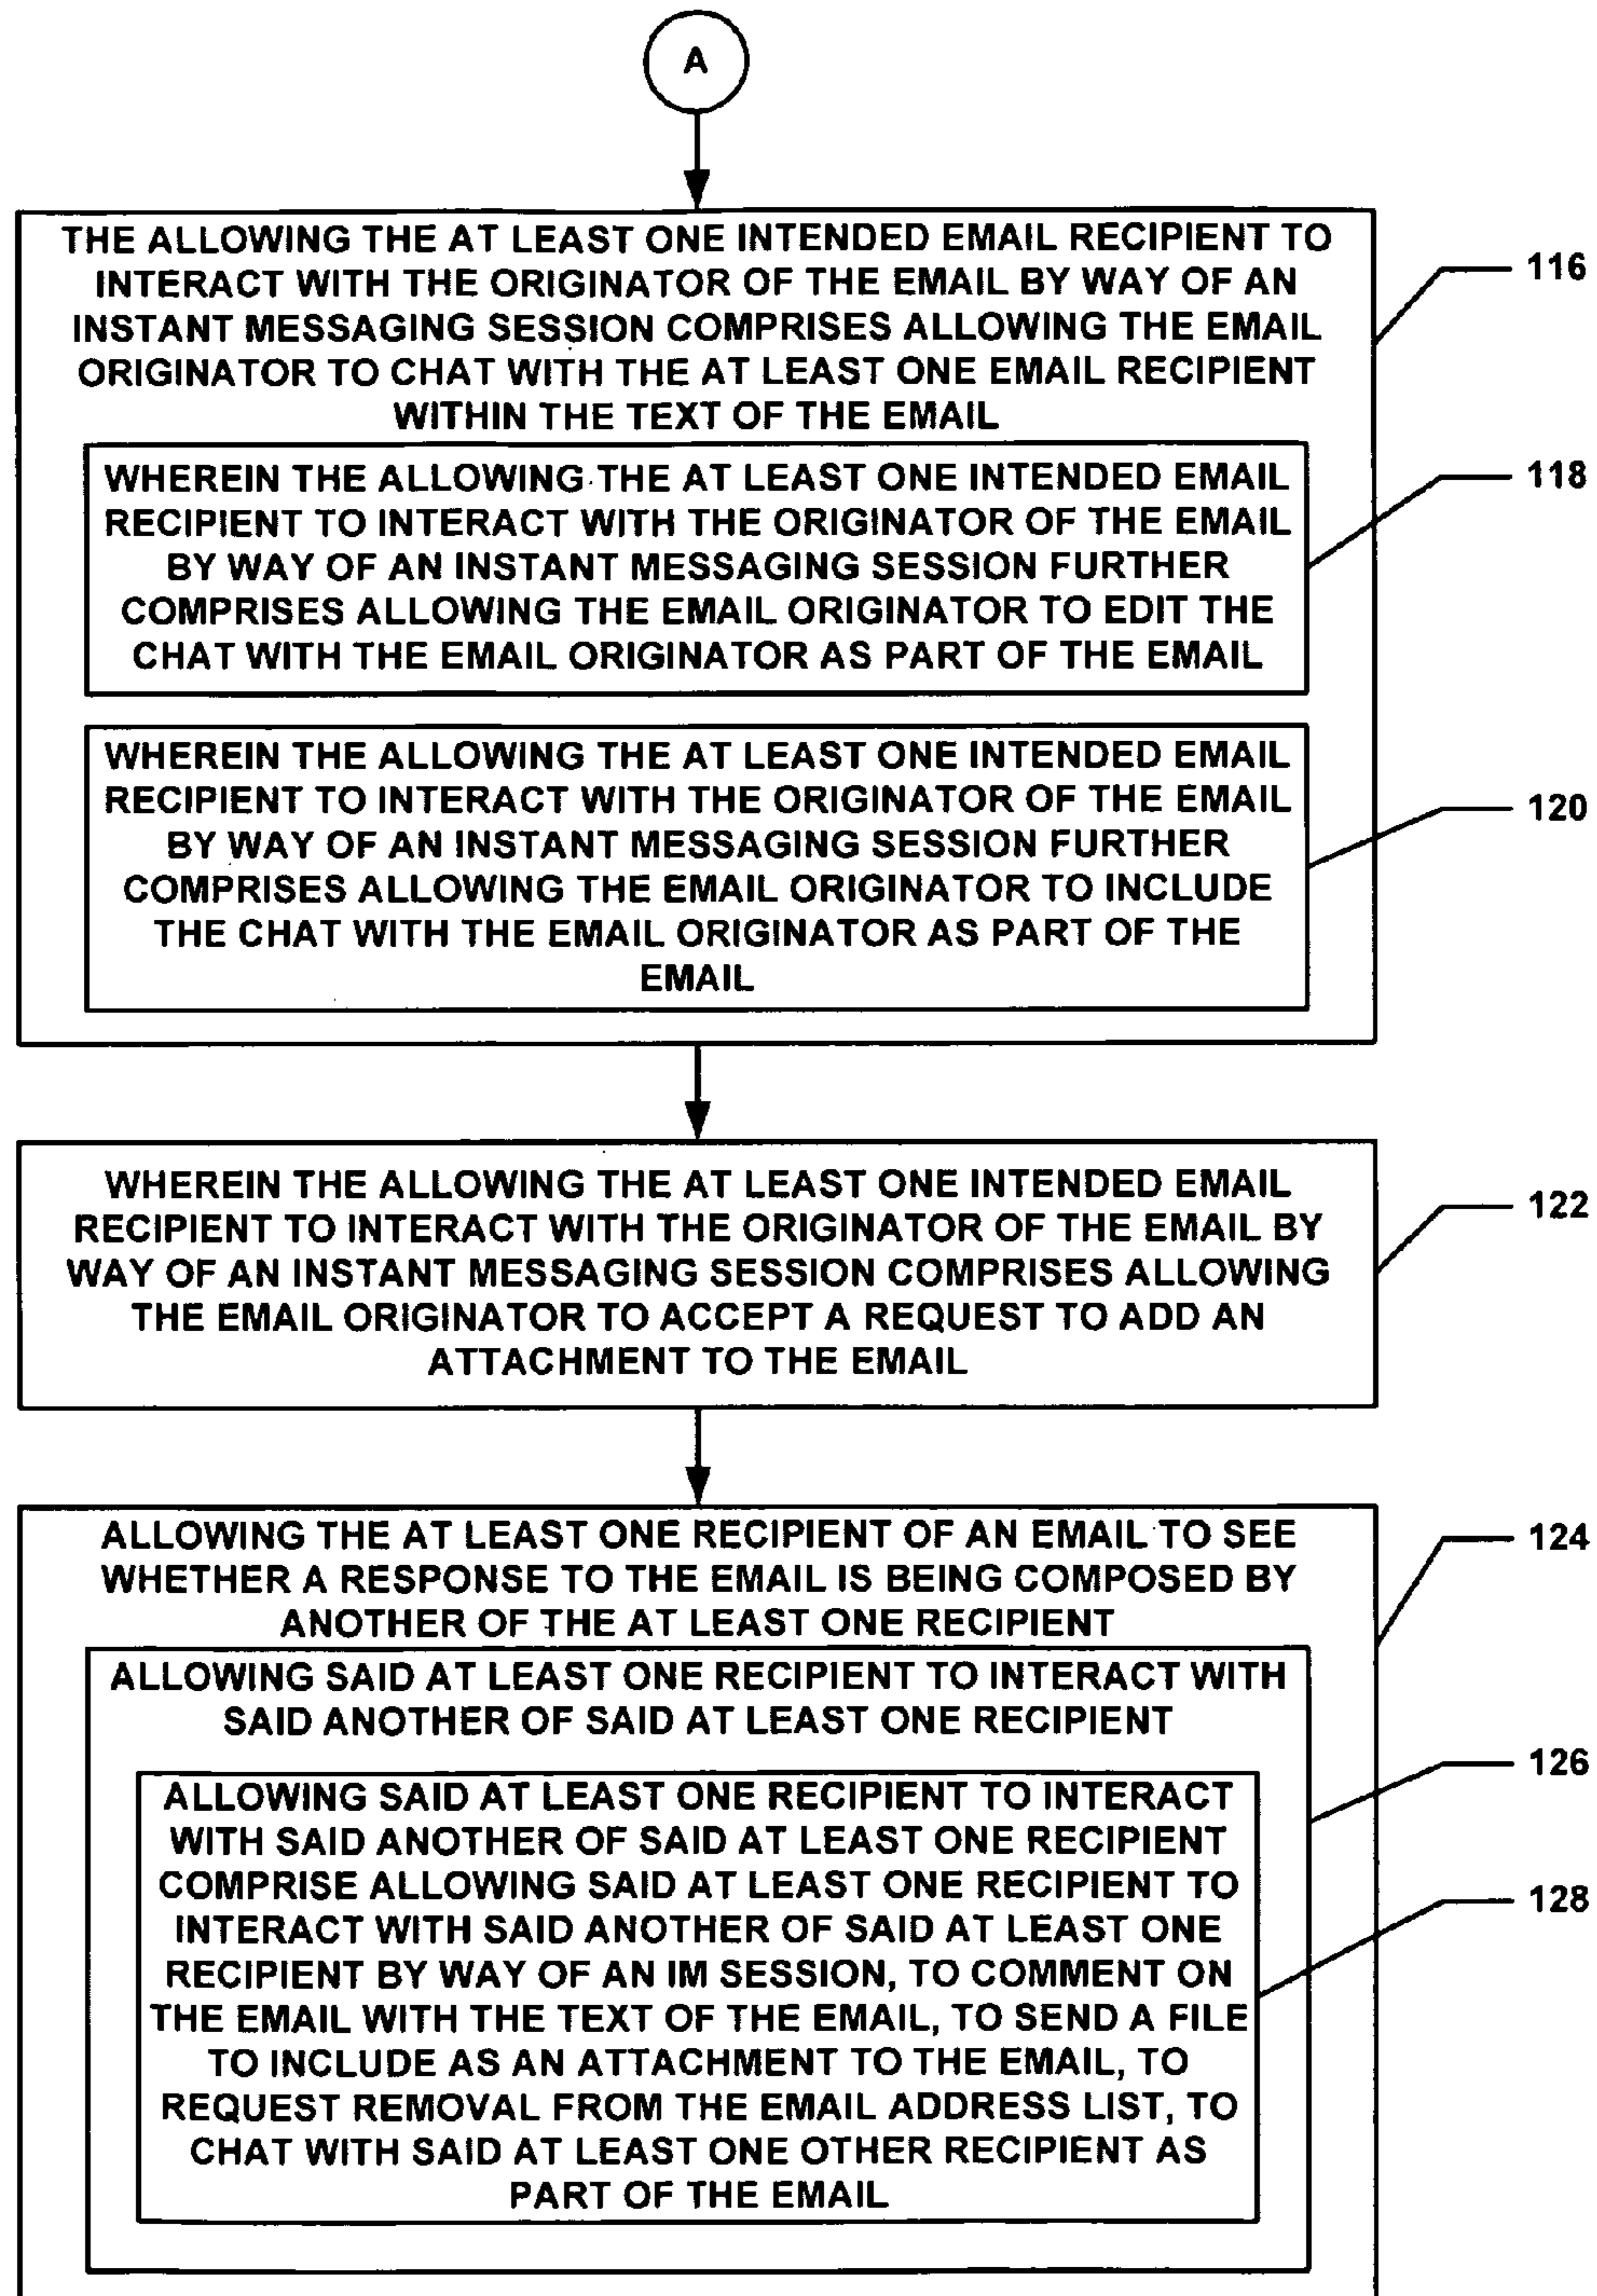 A
THE ALLOWING THE AT LEAST ONE INTENDED EMAIL RECIPIENT TO
INTERACT WITH THE ORIGINATOR OF THE EMAIL BY WAY OF AN
INSTANT MESSAGING SESSION COMPRISES ALLOWING THE EMAIL
ORIGINATOR TO CHAT WITH THE AT LEAST ONE EMAIL RECIPIENT
WITHIN THE TEXT OF THE EMAIL
116
WHEREIN THE ALLOWING THE AT LEAST ONE INTENDED EMAIL
RECIPIENT TO INTERACT WITH THE ORIGINATOR OF THE EMAIL
BY WAY OF AN INSTANT MESSAGING SESSION FURTHER
COMPRISES ALLOWING THE EMAIL ORIGINATOR TO EDIT THE
CHAT WITH THE EMAIL ORIGINATOR AS PART OF THE EMAIL
118
WHEREIN THE ALLOWING THE AT LEAST ONE INTENDED EMAIL
RECIPIENT TO INTERACT WITH THE ORIGINATOR OF THE EMAIL
BY WAY OF AN INSTANT MESSAGING SESSION FURTHER
COMPRISES ALLOWING THE EMAIL ORIGINATOR TO INCLUDE
THE CHAT WITH THE EMAIL ORIGINATOR AS PART OF THE
EMAIL
120
WHEREIN THE ALLOWING THE AT LEAST ONE INTENDED EMAIL
RECIPIENT TO INTERACT WITH THE ORIGINATOR OF THE EMAIL BY
WAY OF AN INSTANT MESSAGING SESSION COMPRISES ALLOWING
THE EMAIL ORIGINATOR TO ACCEPT A REQUEST TO ADD AN
ATTACHMENT TO THE EMAIL
122
ALLOWING THE AT LEAST ONE RECIPIENT OF AN EMAIL TO SEE
WHETHER A RESPONSE TO THE EMAIL IS BEING COMPOSED BY
ANOTHER OF THE AT LEAST ONE RECIPIENT
124
ALLOWING SAID AT LEAST ONE RECIPIENT TO INTERACT WITH
SAID ANOTHER OF SAID AT LEAST ONE RECIPIENT
126
ALLOWING SAID AT LEAST ONE RECIPIENT TO INTERACT
WITH SAID ANOTHER OF SAID AT LEAST ONE RECIPIENT
COMPRISE ALLOWING SAID AT LEAST ONE RECIPIENT TO
INTERACT WITH SAID ANOTHER OF SAID AT LEAST ONE
RECIPIENT BY WAY OF AN IM SESSION, TO COMMENT ON
THE EMAIL WITH THE TEXT OF THE EMAIL, TO SEND A FILE
TO INCLUDE AS AN ATTACHMENT TO THE EMAIL, TO
REQUEST REMOVAL FROM THE EMAIL ADDRESS LIST, TO
CHAT WITH SAID AT LEAST ONE OTHER RECIPIENT AS
PART OF THE EMAIL
128